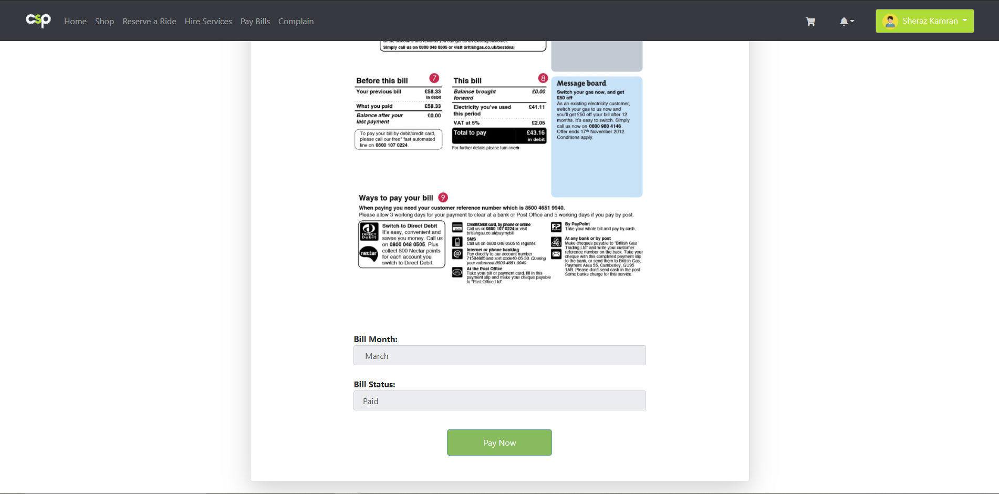 csp Home Shop Reserve a Ride Hire Services Pay Bills Complain Sheraz Kamran
all the discounts and rewards you can get as an existing customer.
Simply call us on 0800 048 0505 or visit britishgas.co.uk/bestdeal
Before this bill 7
Your previous bill £58.33
in debit
What you paid £58.33
Balance after your £0.00
last payment
To pay your bill by debit/credit card,
please call our free* fast automated
line on 0800 107 0224.
This bill 8
Balance brought £0.00
forward
Electricity you've used £41.11
this period
VAT at 5% £2.05
Total to pay £43.16
in debit
For further details please turn over
Message board
Switch your gas now, and get
£50 off
As an existing electricity customer,
switch your gas to us now and
you'll get £50 off your bill after 12
months. It's easy to switch. Simply
call us now on 0800 980 4146.
Offer ends 17th November 2012.
Conditions apply.
Ways to pay your bill 9
When paying you need your customer reference number which is 8500 4651 9940.
Please allow 3 working days for your payment to clear at a bank or Post Office and 5 working days if you pay by post.
DIRECT
Debit
nectar
Switch to Direct Debit
It's easy, convenient and
saves you money. Call us
on 0800 048 0505. Plus
collect 800 Nectar points
for each account you
switch to Direct Debit.
Credit/Debit card, by phone or online
Call us on 0800 107 0224 or visit
britishgas.co.uk/paymybill
SMS
Call us on 0800 048 0505 to register.
Internet or phone banking
Pay directly to our account number
71584685 and sort code 40-05-30. Quoting
your reference:8500 4651 9940
At the Post Office
Take your bill or payment card, fill in this
payment slip and make your cheque payable
to "Post Office Ltd".
By PayPoint
Take your whole bill and pay by cash.
At any bank or by post
Make cheques payable to "British Gas
Trading Ltd" and write your customer
reference number on the back. Take your
cheque with this completed payment slip
to the bank, or send them to British Gas,
Payment Area 55, Camberley, GU95
1AB. Please don't send cash in the post.
Some banks charge for this service.
Bill Month:
March
Bill Status:
Paid
Pay Now